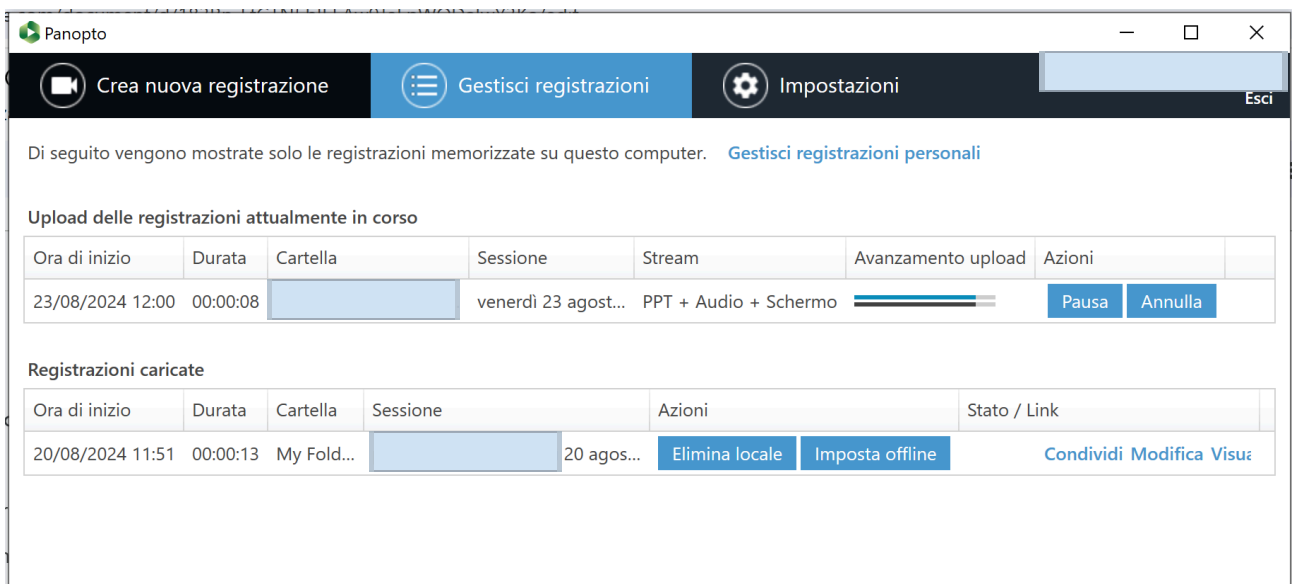 Panopto
Crea nuova registrazione Gestisci registrazioni Impostazioni Esci
Di seguito vengono mostrate solo le registrazioni memorizzate su questo computer. Gestisci registrazioni personali
Upload delle registrazioni attualmente in corso
Ora di inizio Durata Cartella Sessione Stream Avanzamento upload Azioni
23/08/2024 12:00 00:00:08 venerdì 23 agost... PPT + Audio + Schermo Pausa Annulla
Registrazioni caricate
Ora di inizio Durata Cartella Sessione Azioni Stato / Link
20/08/2024 11:51 00:00:13 My Fold... 20 agos... Elimina locale Imposta offline Condividi Modifica Visua